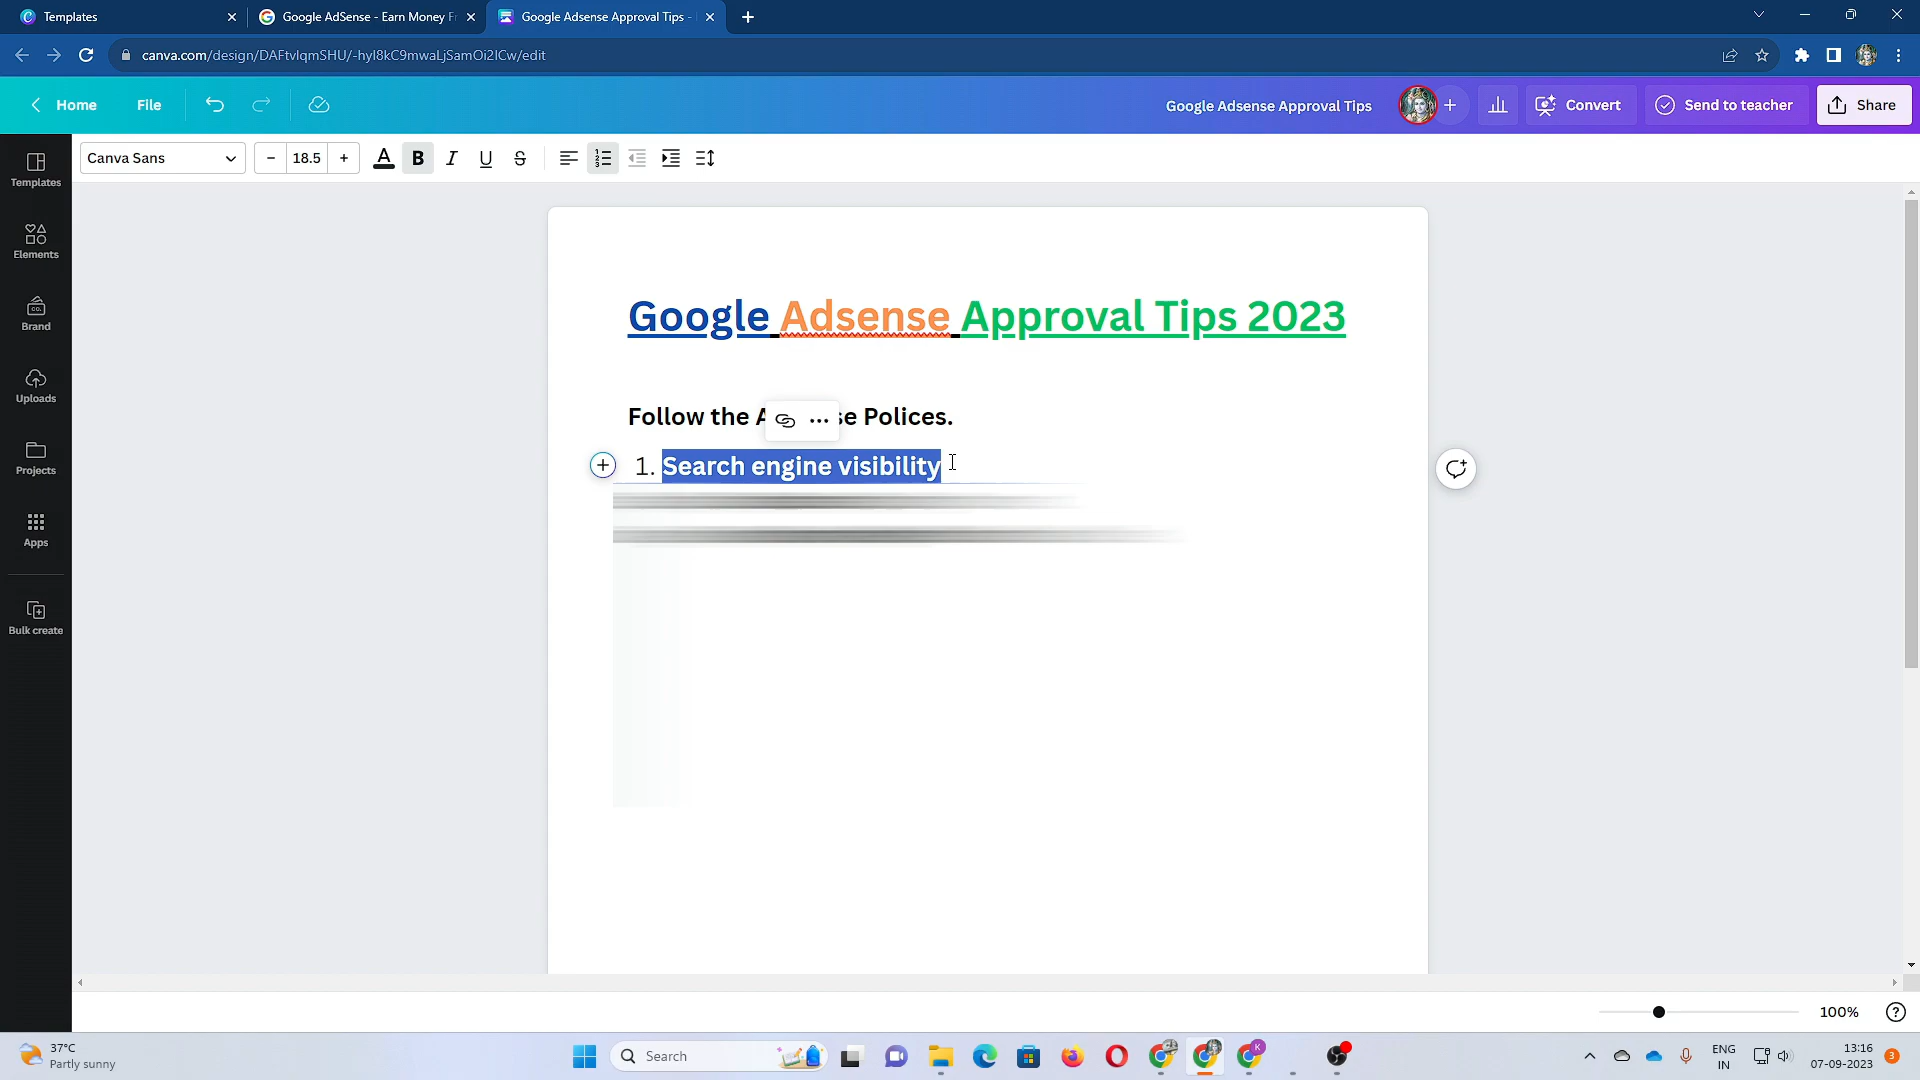 Templates
Google AdSense - Earn Money Fr
Google Adsense Approval Tips -
canva.com/design/DAFtvlqmSHU/-hyl8kC9mwaLjSamOi2lCw/edit
Home
File
Google Adsense Approval Tips
Convert
Send to teacher
Share
Canva Sans
- 18.5 +
A B I U S
Templates
Elements
Brand
Uploads
Projects
Apps
Bulk create
Google Adsense Approval Tips 2023
Follow the A se Polices.
1. Search engine visibility
100%
37°C
Partly sunny
Search
K
ENG
IN
13:16
07-09-2023
3